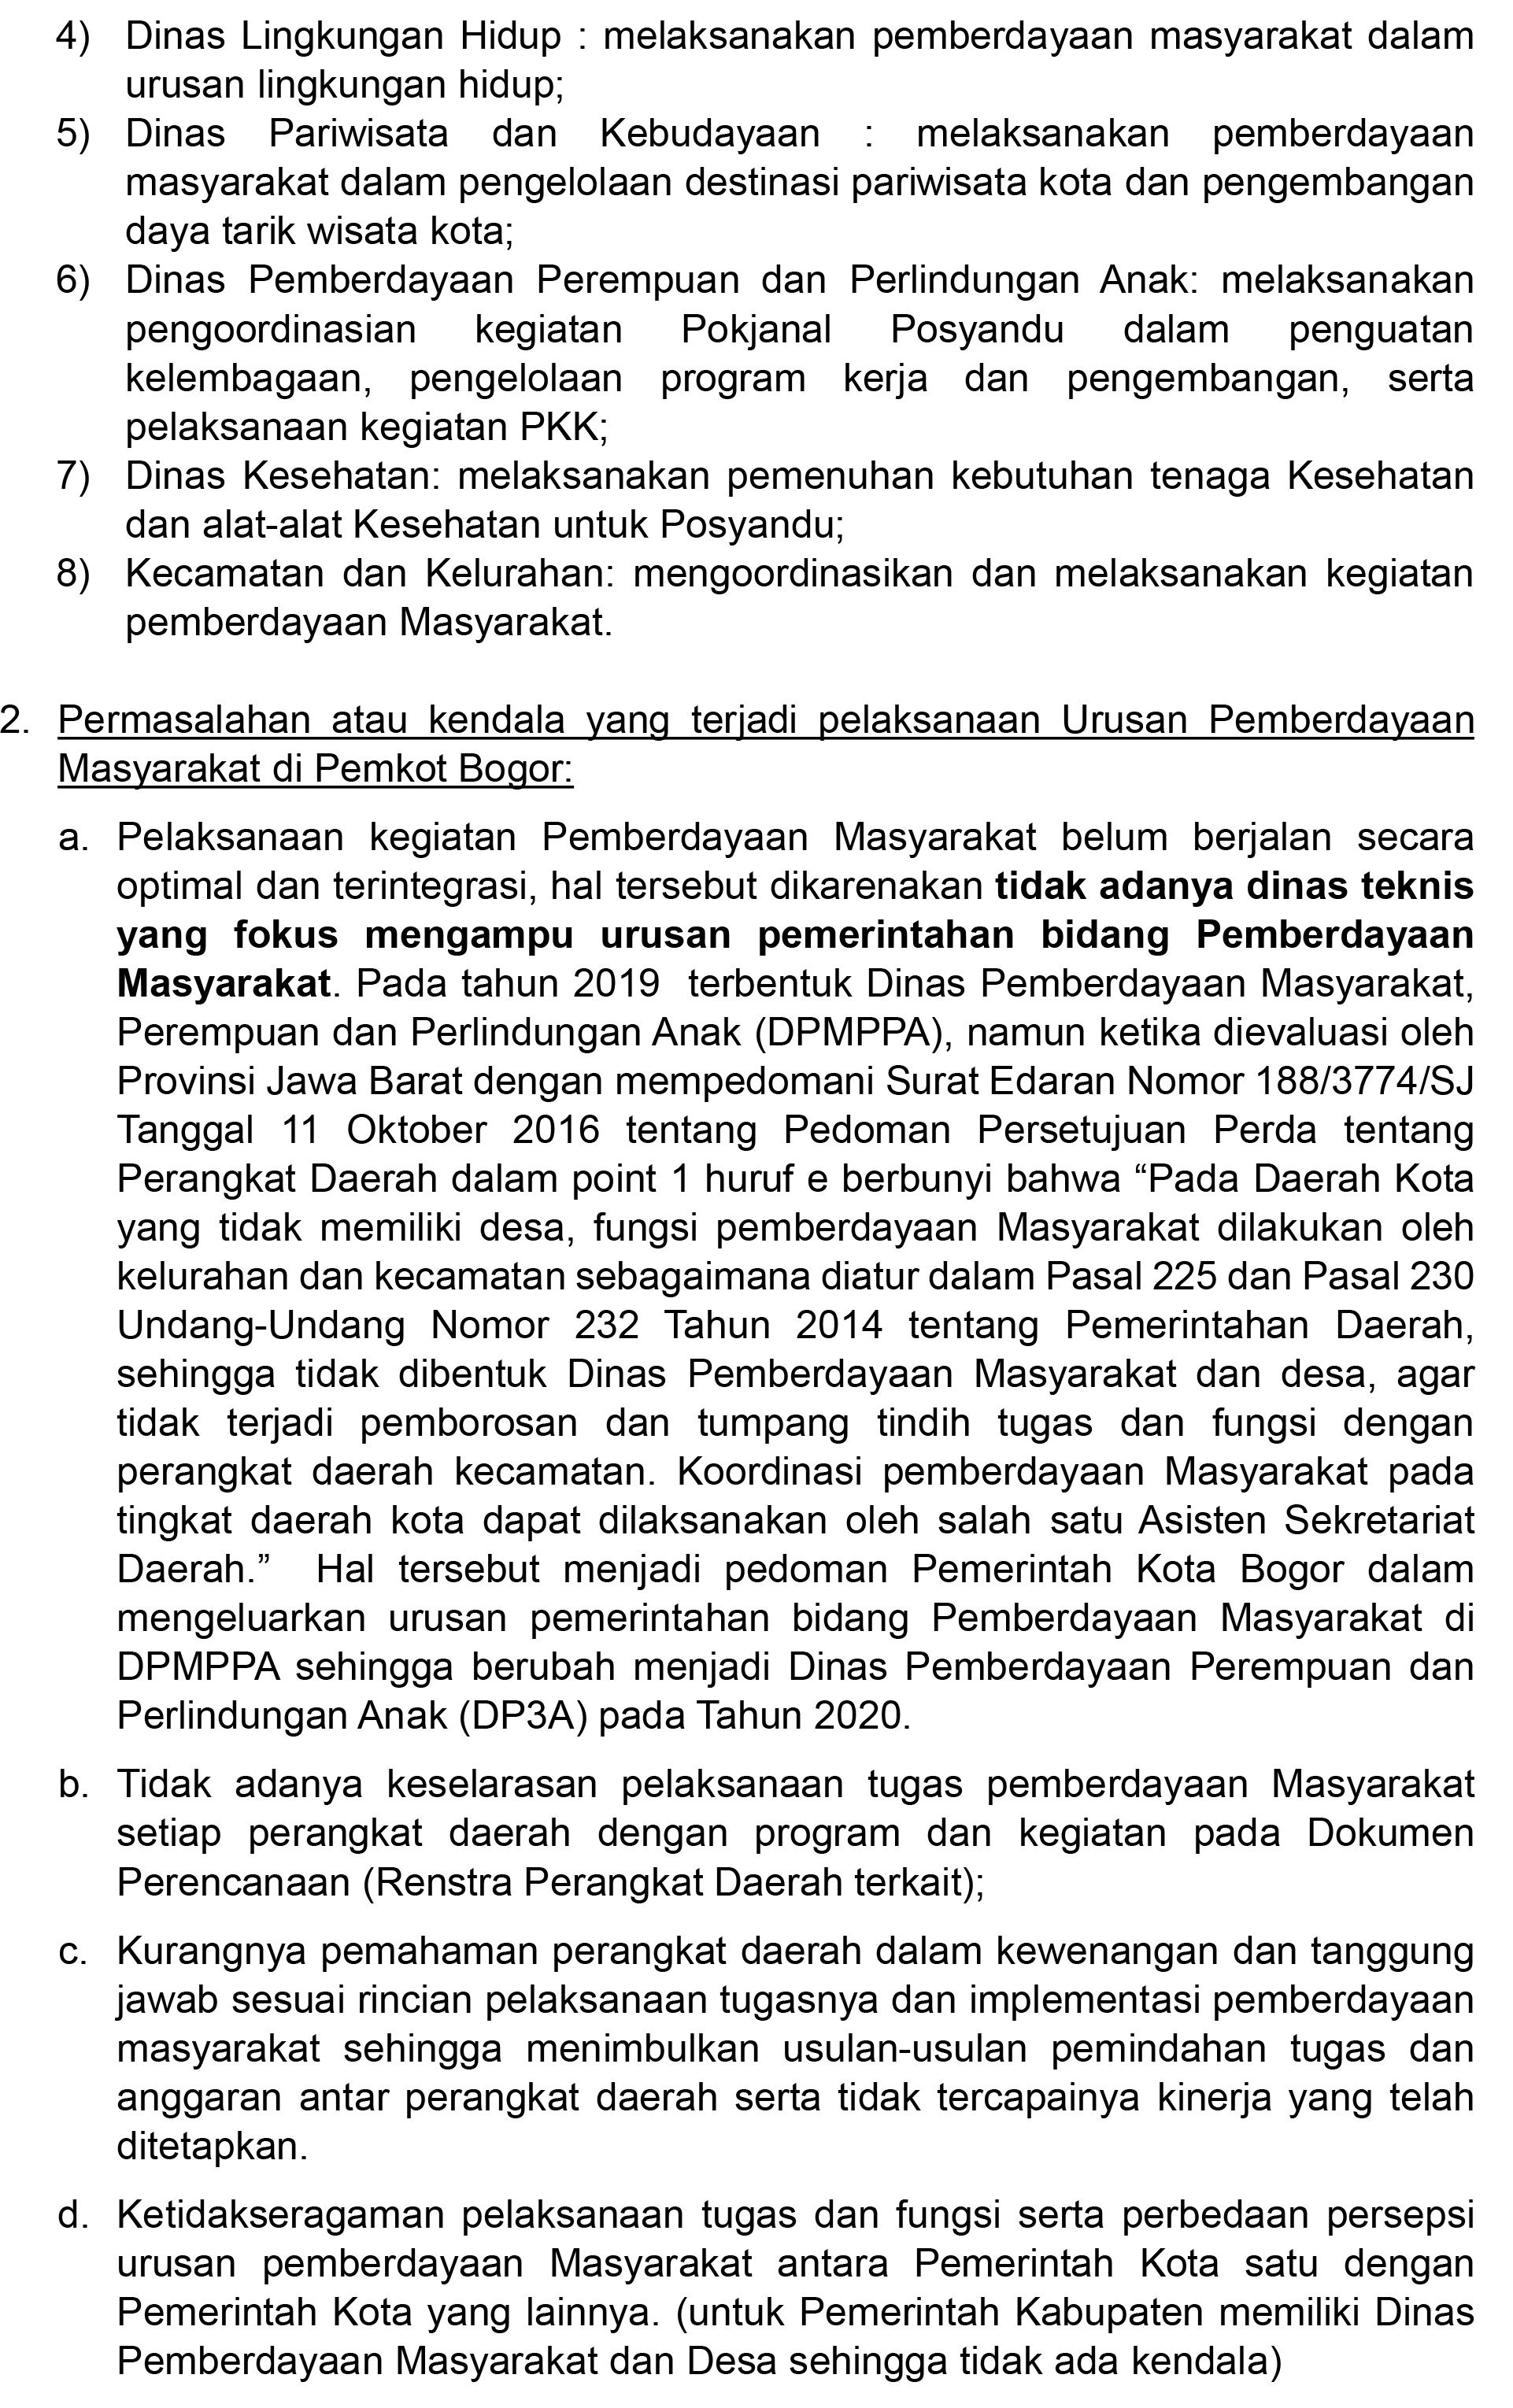 4) Dinas Lingkungan Hidup : melaksanakan pemberdayaan masyarakat dalam
urusan lingkungan hidup;
5) Dinas Pariwisata dan Kebudayaan : melaksanakan pemberdayaan
masyarakat dalam pengelolaan destinasi pariwisata kota dan pengembangan
daya tarik wisata kota;
6) Dinas Pemberdayaan Perempuan dan Perlindungan Anak: melaksanakan
pengoordinasian kegiatan Pokjanal Posyandu dalam penguatan
kelembagaan, pengelolaan program kerja dan pengembangan, serta
pelaksanaan kegiatan PKK;
7) Dinas Kesehatan: melaksanakan pemenuhan kebutuhan tenaga Kesehatan
dan alat-alat Kesehatan untuk Posyandu;
8) Kecamatan dan Kelurahan: mengoordinasikan dan melaksanakan kegiatan
pemberdayaan Masyarakat.
2. Permasalahan atau kendala yang terjadi pelaksanaan Urusan Pemberdayaan
Masyarakat di Pemkot Bogor:
a. Pelaksanaan kegiatan Pemberdayaan Masyarakat belum berjalan secara
optimal dan terintegrasi, hal tersebut dikarenakan tidak adanya dinas teknis
yang fokus mengampu urusan pemerintahan bidang Pemberdayaan
Masyarakat. Pada tahun 2019 terbentuk Dinas Pemberdayaan Masyarakat,
Perempuan dan Perlindungan Anak (DPMPPA), namun ketika dievaluasi oleh
Provinsi Jawa Barat dengan mempedomani Surat Edaran Nomor 188/3774/SJ
Tanggal 11 Oktober 2016 tentang Pedoman Persetujuan Perda tentang
Perangkat Daerah dalam point 1 huruf e berbunyi bahwa “Pada Daerah Kota
yang tidak memiliki desa, fungsi pemberdayaan Masyarakat dilakukan oleh
kelurahan dan kecamatan sebagaimana diatur dalam Pasal 225 dan Pasal 230
Undang-Undang Nomor 232 Tahun 2014 tentang Pemerintahan Daerah,
sehingga tidak dibentuk Dinas Pemberdayaan Masyarakat dan desa, agar
tidak terjadi pemborosan dan tumpang tindih tugas dan fungsi dengan
perangkat daerah kecamatan. Koordinasi pemberdayaan Masyarakat pada
tingkat daerah kota dapat dilaksanakan oleh salah satu Asisten Sekretariat
Daerah.” Hal tersebut menjadi pedoman Pemerintah Kota Bogor dalam
mengeluarkan urusan pemerintahan bidang Pemberdayaan Masyarakat di
DPMPPA sehingga berubah menjadi Dinas Pemberdayaan Perempuan dan
Perlindungan Anak (DP3A) pada Tahun 2020.
b. Tidak adanya keselarasan pelaksanaan tugas pemberdayaan Masyarakat
setiap perangkat daerah dengan program dan kegiatan pada Dokumen
Perencanaan (Renstra Perangkat Daerah terkait);
c. Kurangnya pemahaman perangkat daerah dalam kewenangan dan tanggung
jawab sesuai rincian pelaksanaan tugasnya dan implementasi pemberdayaan
masyarakat sehingga menimbulkan usulan-usulan pemindahan tugas dan
anggaran antar perangkat daerah serta tidak tercapainya kinerja yang telah
ditetapkan.
d. Ketidakseragaman pelaksanaan tugas dan fungsi serta perbedaan persepsi
urusan pemberdayaan Masyarakat antara Pemerintah Kota satu dengan
Pemerintah Kota yang lainnya. (untuk Pemerintah Kabupaten memiliki Dinas
Pemberdayaan Masyarakat dan Desa sehingga tidak ada kendala)